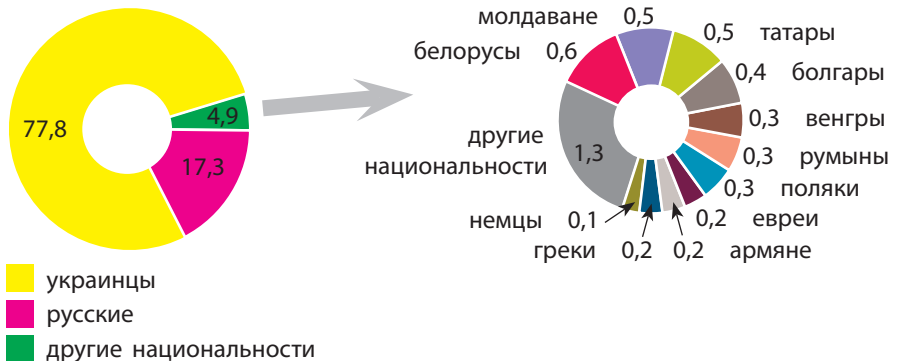 77,8
4,9
17,3
украинцы
русские
другие национальности
молдаване 0,5
0,5 татары
белорусы 0,6
0,4 болгары
0,3 венгры
другие
национальности
1,3
0,3 румыны
0,3 поляки
немцы 0,1
0,2 евреи
греки 0,2
0,2 армяне